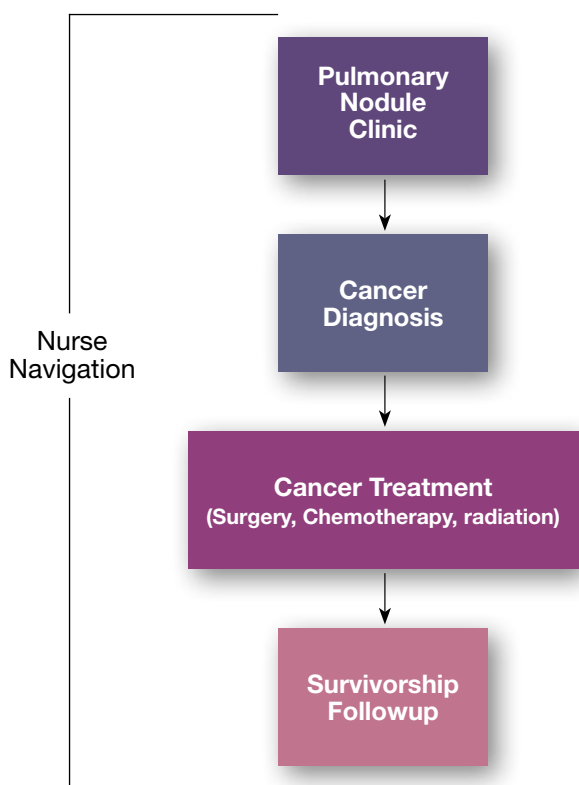 Pulmonary
Nodule
Clinic
Cancer
Diagnosis
Nurse
Navigation
Cancer Treatment
(Surgery, Chemotherapy, radiation)
Survivorship
Followup